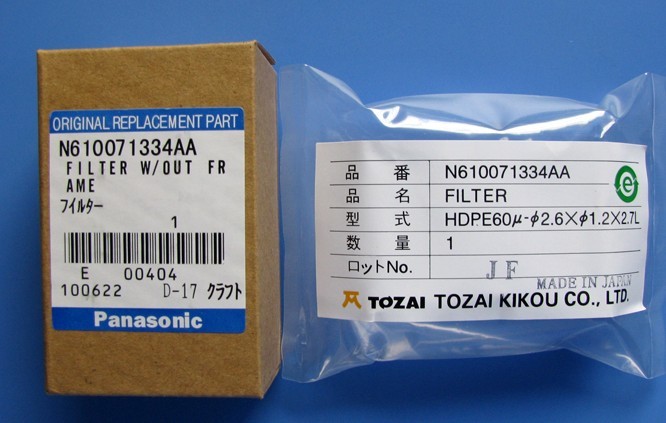 ORIGINAL REPLACEMENT PART
N610071334AA
FILTER W/OUT FR
AME
フィルター
1
E 00404
100622 D-17 クラフト
Panasonic
品 番 N610071334AA
品 名 FILTER
型 式 HDPE60μ-φ2.6×φ1.2×2.7L
数 量 1
ロットNo. JF
MADE IN JAPAN
TOZAI TOZAI KIKOU CO., LTD.
e